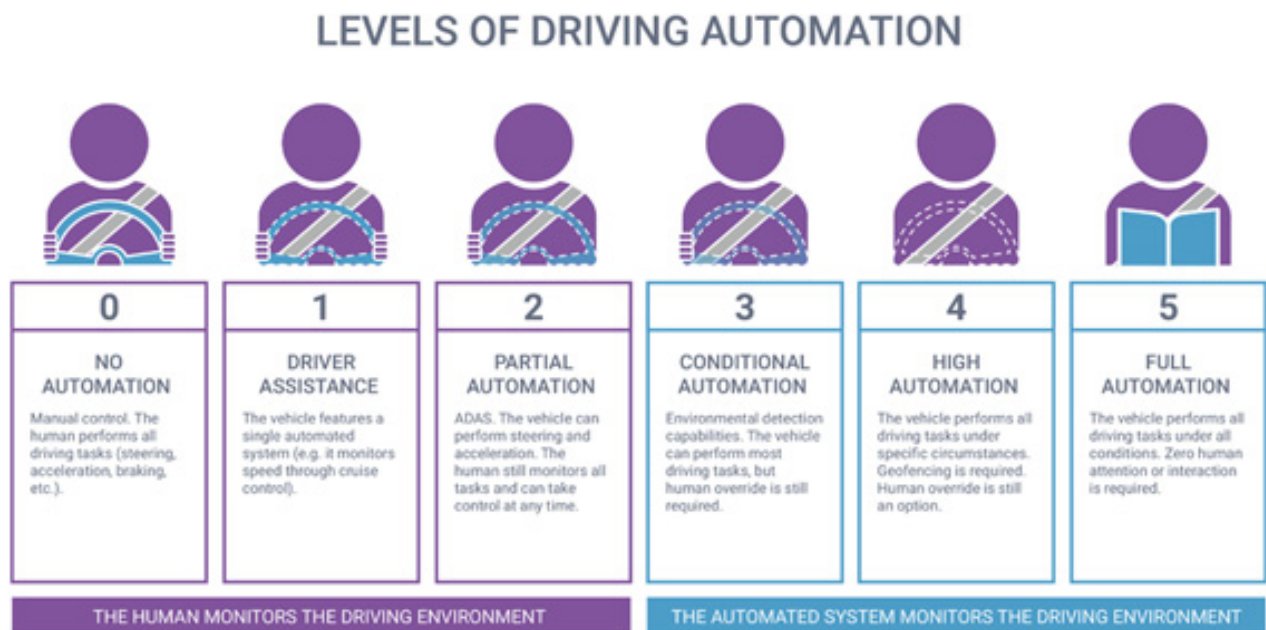 LEVELS OF DRIVING AUTOMATION
0
NO
AUTOMATION
Manual control. The
human performs all
driving tasks (steering,
acceleration, braking,
etc.).
1
DRIVER
ASSISTANCE
The vehicle features a
single automated
system (e.g. it monitors
speed through cruise
control).
2
PARTIAL
AUTOMATION
ADAS. The vehicle can
perform steering and
acceleration. The
human still monitors all
tasks and can take
control at any time.
3
CONDITIONAL
AUTOMATION
Environmental detection
capabilities. The vehicle
can perform most
driving tasks, but
human override is still
required.
4
HIGH
AUTOMATION
The vehicle performs all
driving tasks under
specific circumstances.
Geofencing is required.
Human override is still
an option.
5
FULL
AUTOMATION
The vehicle performs all
driving tasks under all
conditions. Zero human
attention or interaction
is required.
THE HUMAN MONITORS THE DRIVING ENVIRONMENT
THE AUTOMATED SYSTEM MONITORS THE DRIVING ENVIRONMENT